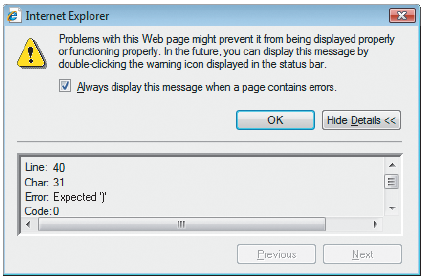 Internet Explorer
Problems with this Web page might prevent it from being displayed properly
or functioning properly. In the future, you can display this message by
double-clicking the warning icon displayed in the status bar.
Always display this message when a page contains errors.
OK
Hide Details <<
Line: 40
Char: 31
Error: Expected ')'
Code:0
Previous
Next